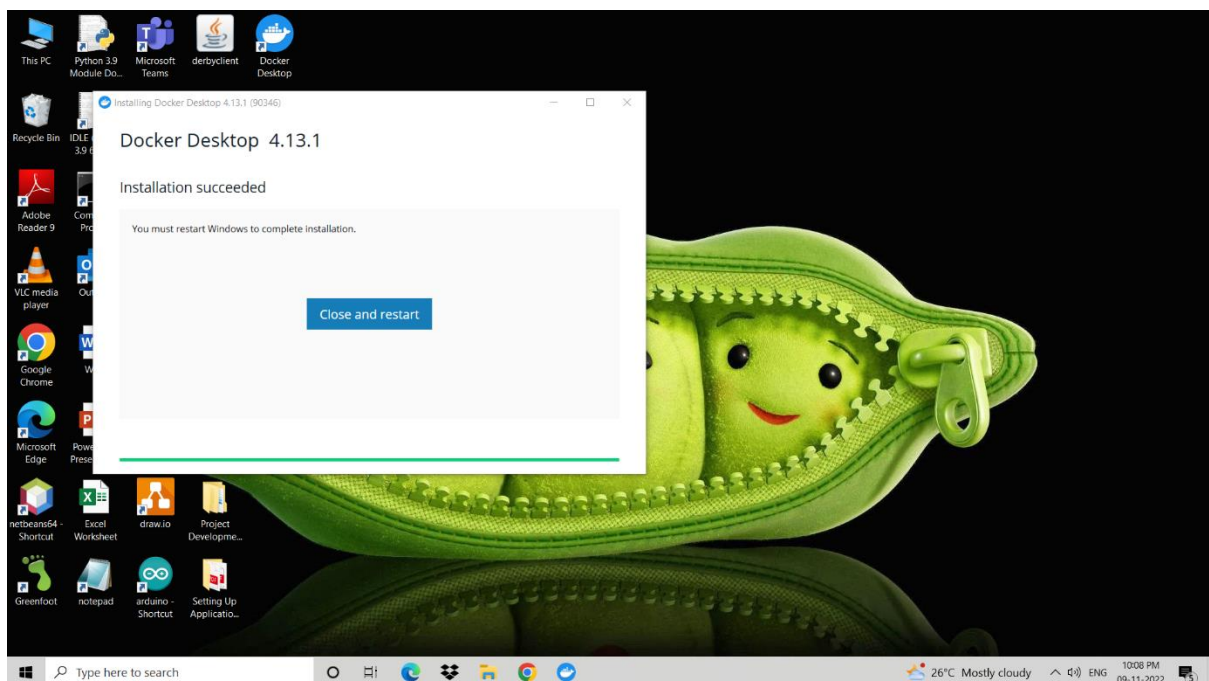 This PC
Python 3.9
Module Do...
Microsoft
Teams
derbyclient
Docker
Desktop
Installing Docker Desktop 4.13.1 (90346)
Recycle Bin
IDLE
3.9 6
Docker Desktop 4.13.1
Installation succeeded
You must restart Windows to complete installation.
Close and restart
Adobe
Reader 9
Com
Pro
VLC media
player
Ou
Google
Chrome
W
Microsoft
Edge
Powe
Prese
netbeans64 -
Shortcut
Excel
Worksheet
draw.io
Project
Developme...
Greenfoot
notepad
arduino -
Shortcut
Setting Up
Applicatio...
Type here to search
26°C Mostly cloudy
ENG
10:08 PM
09-11-2022
5